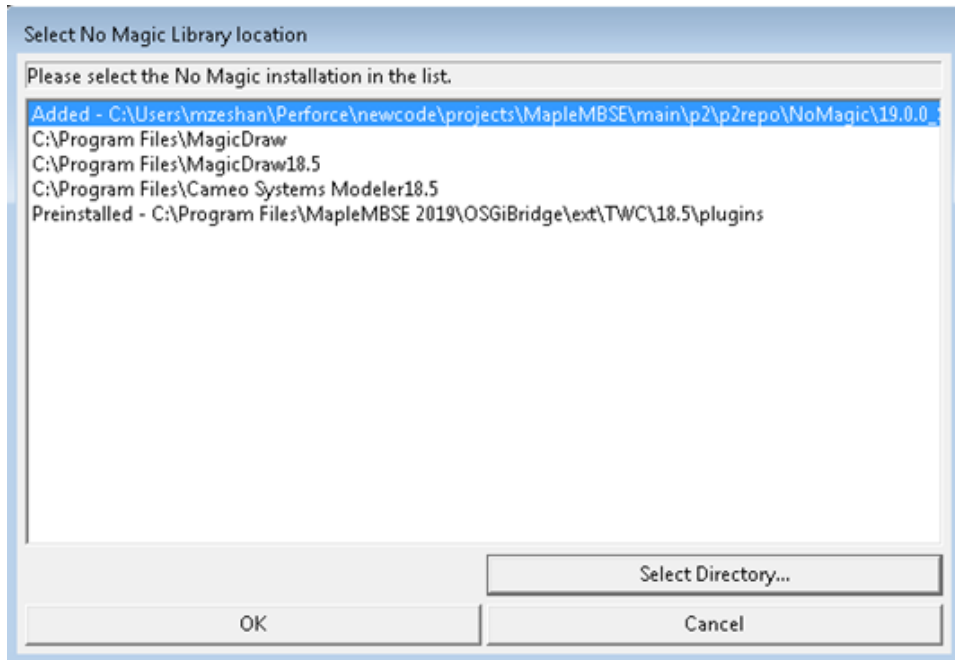 Select No Magic Library location
Please select the No Magic installation in the list.
Added - C:\Users\mzeshan\Perforce\newcode\projects\MapleMBSE\main\p2\p2repo\NoMagic\19.0.0_
C:\Program Files\MagicDraw
C:\Program Files\MagicDraw18.5
C:\Program Files\Cameo Systems Modeler18.5
Preinstalled - C:\Program Files\MapleMBSE 2019\OSGiBridge\ext\TWC\18.5\plugins
Select Directory...
OK Cancel